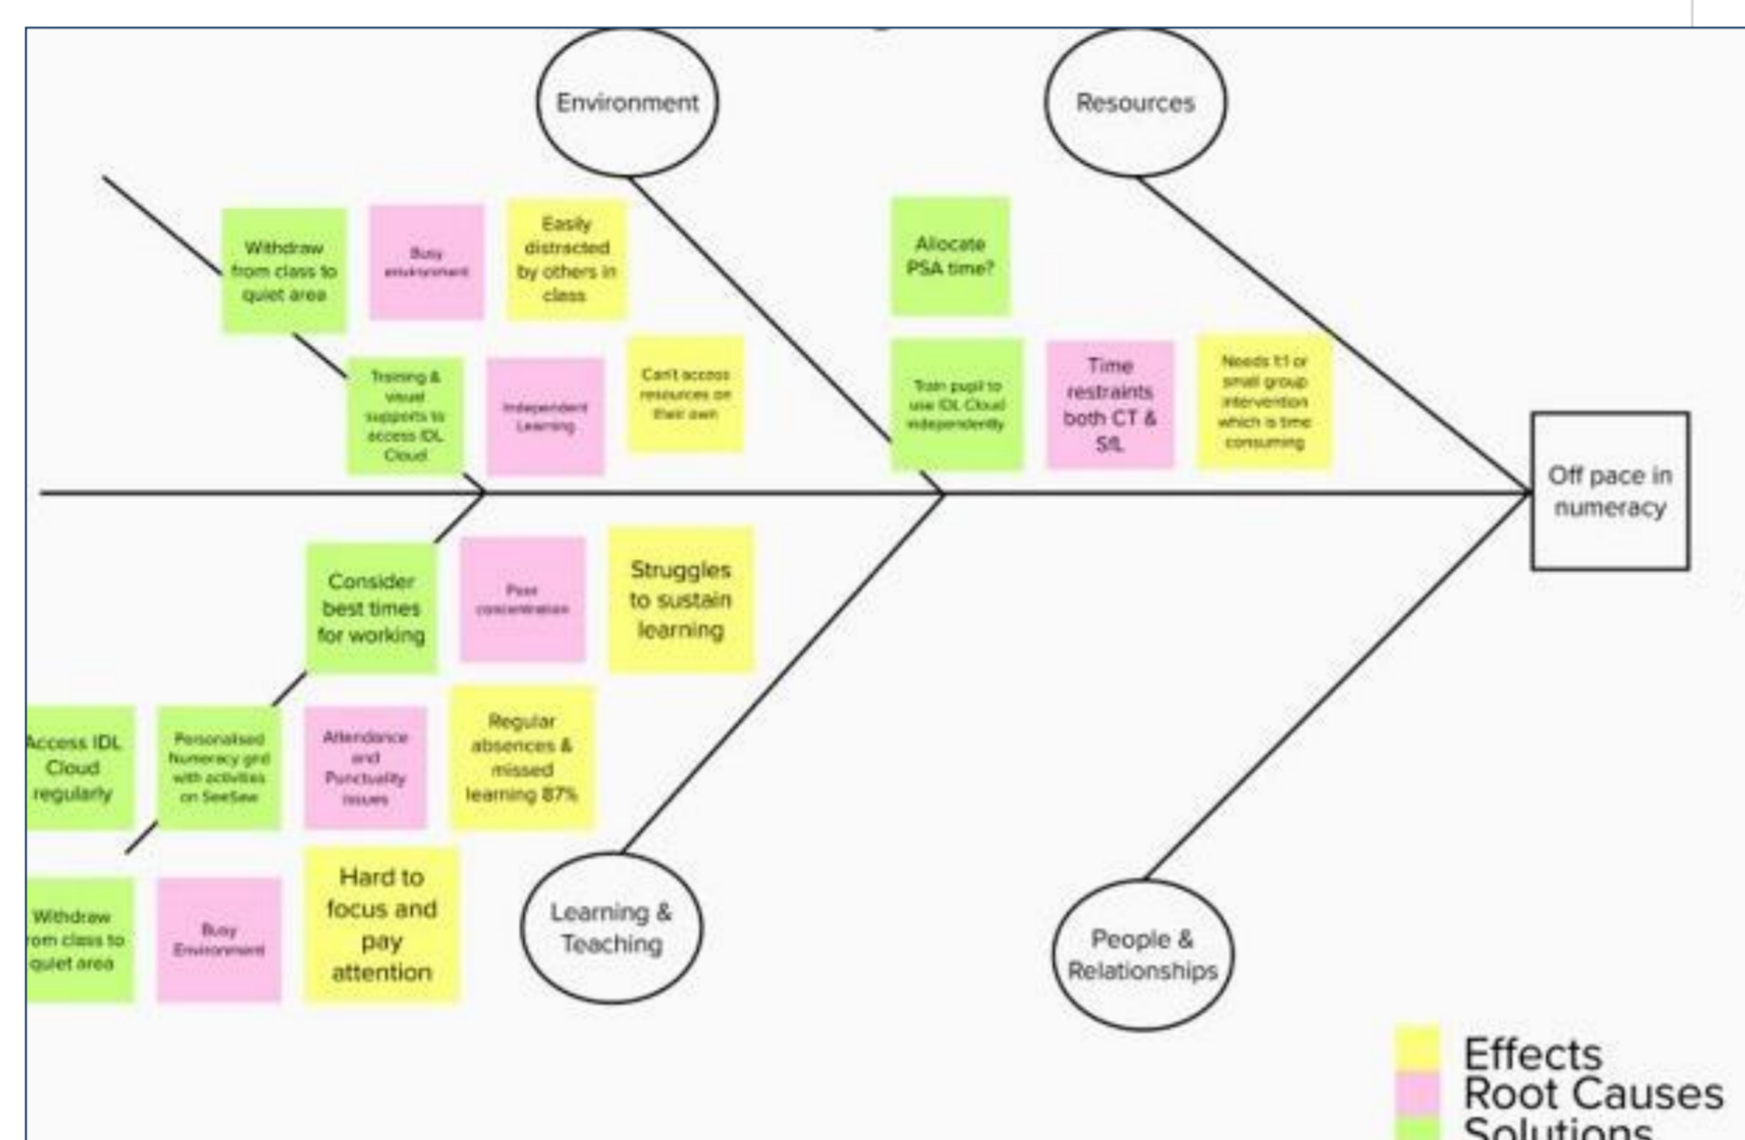 Environment
Resources
Withdraw
from class to
quiet area
Busy
environment
Easily
distracted
by others in
class
Allocate
PSA time?
Training &
visual
supports to
access IDL
Cloud
Independent
Learning
Can't access
resources on
their own
Train pupil to
use IDL Cloud
independently
Time
restraints
both CT &
SfL
Needs 1:1 or
small group
intervention
which is time
consuming
Off pace in
numeracy
Consider
best times
for working
Poor
concentration
Struggles
to sustain
learning
Access IDL
Cloud
regularly
Personalised
Numeracy grid
with activities
on SeeSaw
Attendance
and
Punctuality
issues
Regular
absences &
missed
learning 87%
Withdraw
rom class to
quiet area
Busy
Environment
Hard to
focus and
pay
attention
Learning &
Teaching
People &
Relationships
Effects
Root Causes
Solutions